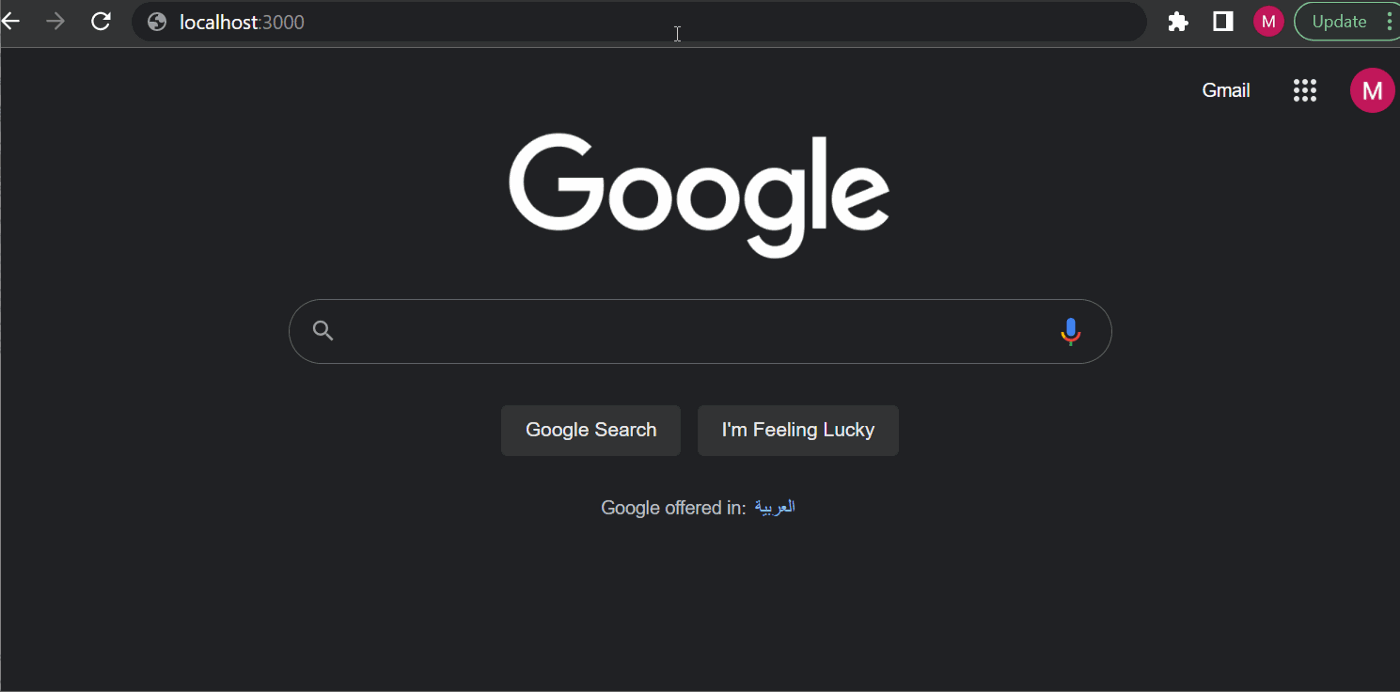 localhost:3000
M
Update
Gmail
M
Google
Google Search
I'm Feeling Lucky
Google offered in: العربية